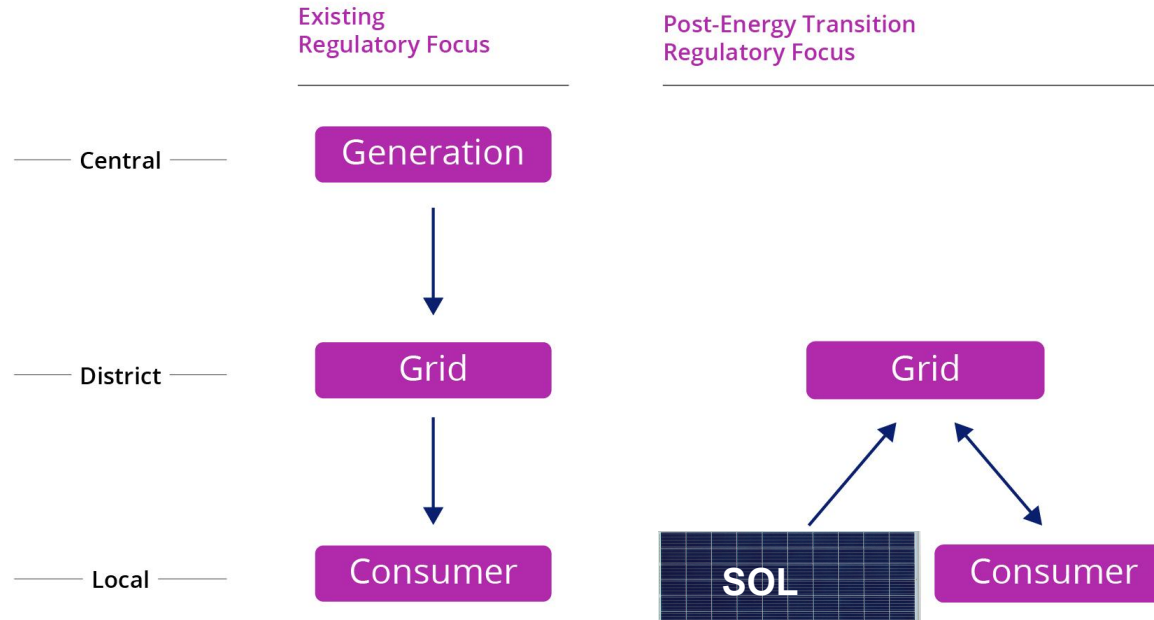 Existing
Regulatory Focus
Post-Energy Transition
Regulatory Focus
Central
Generation
District
Grid
Grid
Local
Consumer
SOL
Consumer